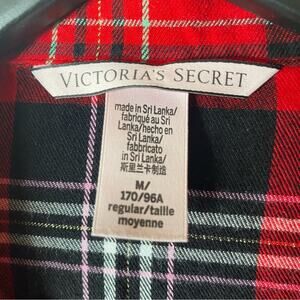 VICTORIA'S SECRET
made in Sri Lanka/
fabriqué au Sri
Lanka/hecho en
Sri Lanka/
fabbricato
in Sri Lanka/
斯里兰卡制造
M/
170/96A
regular/taille
moyenne